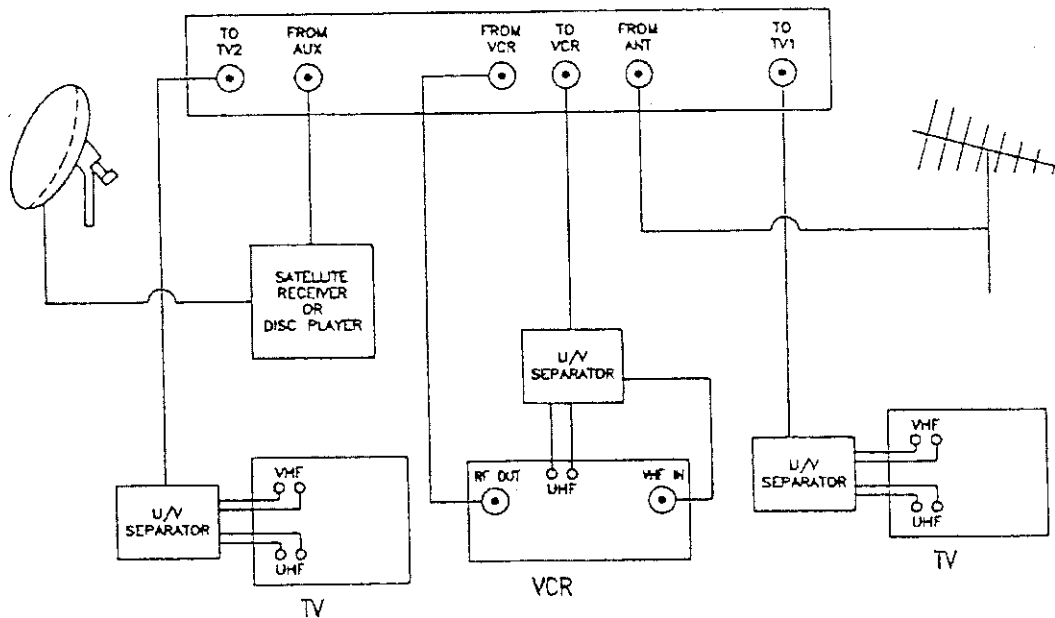 TO
TV2
FROM
AUX
FROM
VCR
TO
VCR
FROM
ANT
TO
TV1
SATELLITE
RECEIVER
OR
DISC PLAYER
U/V
SEPARATOR
VHF
U/V
SEPARATOR
UHF
RF OUT
UHF
VHF IN
VHF
U/V
SEPARATOR
UHF
TV
VCR
TV